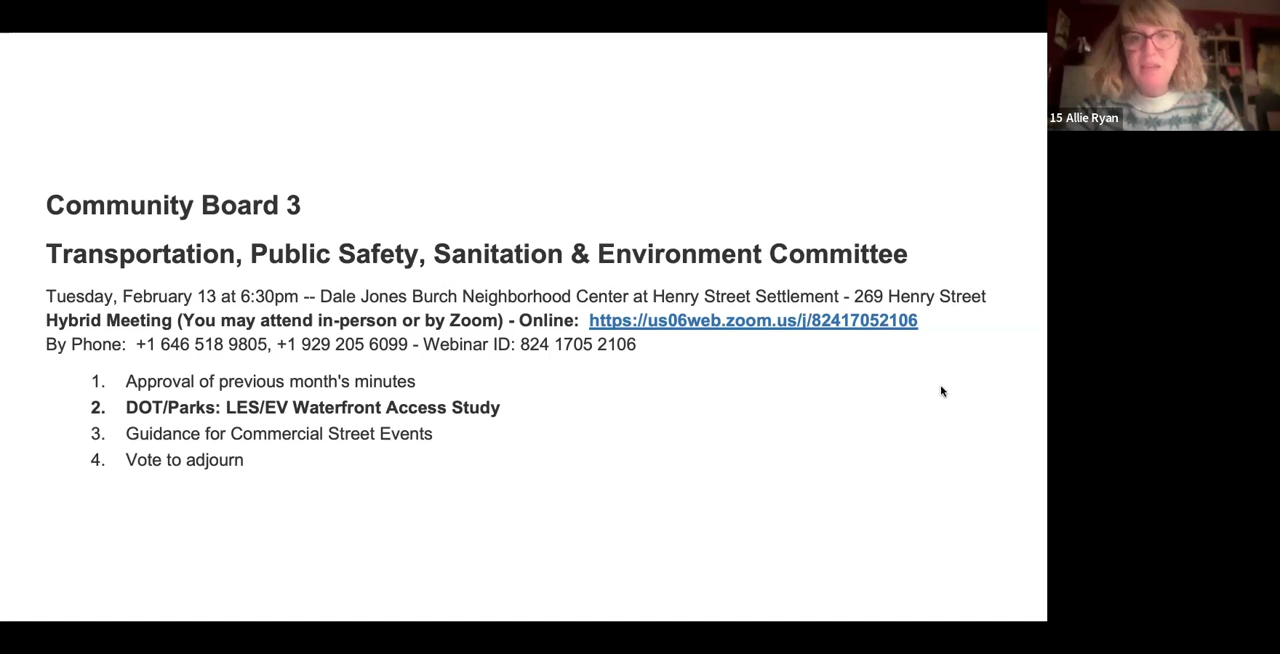 Community Board 3
Transportation, Public Safety, Sanitation & Environment Committee
Tuesday, February 13 at 6:30pm -- Dale Jones Burch Neighborhood Center at Henry Street Settlement - 269 Henry Street
Hybrid Meeting (You may attend in-person or by Zoom) - Online: https://us06web.zoom.us/j/82417052106
By Phone: +1 646 518 9805, +1 929 205 6099 - Webinar ID: 824 1705 2106
1. Approval of previous month's minutes
2. DOT/Parks: LES/EV Waterfront Access Study
3. Guidance for Commercial Street Events
4. Vote to adjourn
15 Allie Ryan